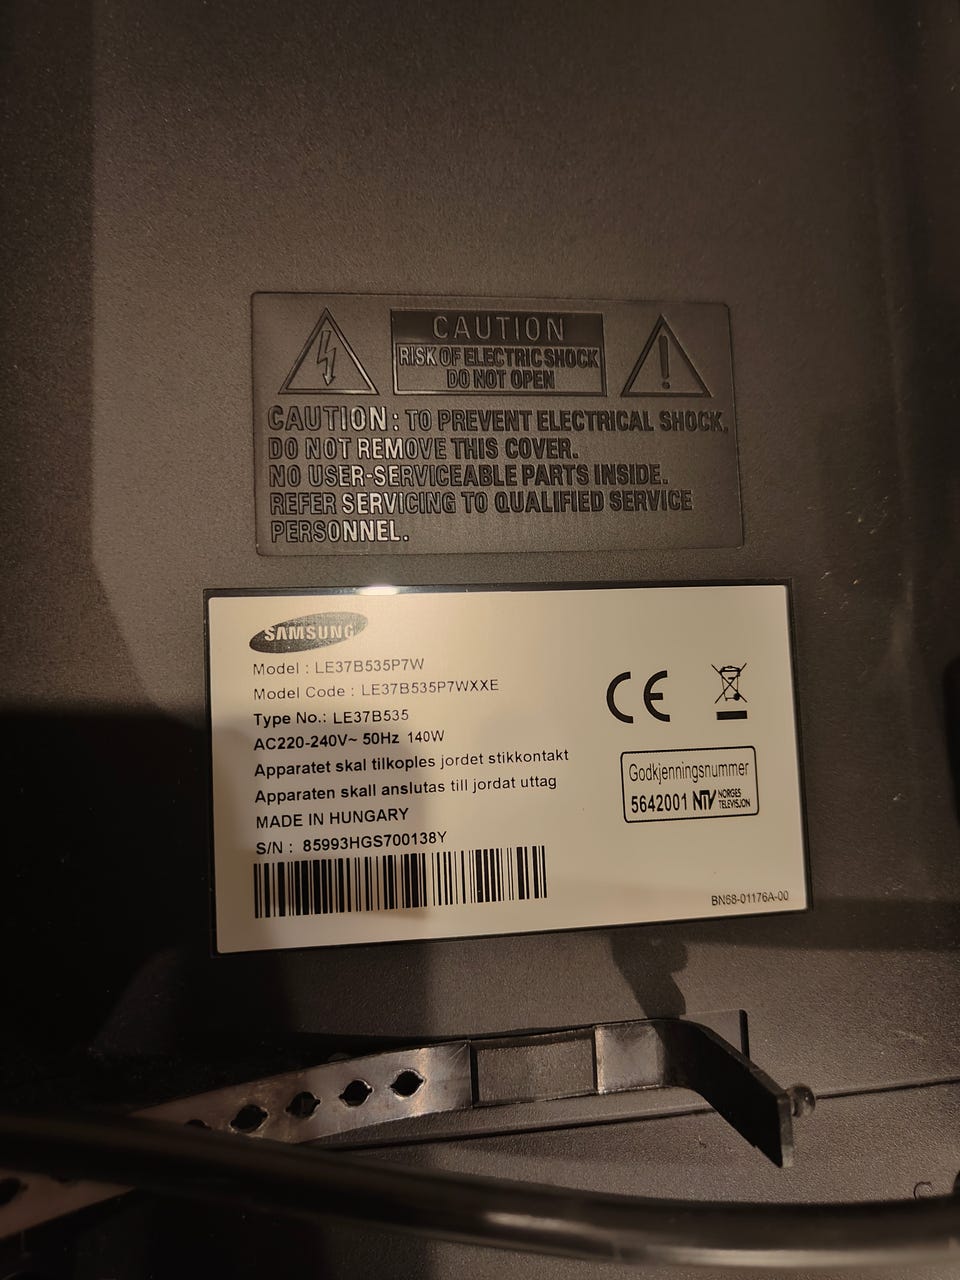 CAUTION
RISK OF ELECTRIC SHOCK
DO NOT OPEN
CAUTION : TO PREVENT ELECTRICAL SHOCK,
DO NOT REMOVE THIS COVER.
NO USER-SERVICEABLE PARTS INSIDE.
REFER SERVICING TO QUALIFIED SERVICE
PERSONNEL.
SAMSUNG
Model : LE37B535P7W
Model Code : LE37B535P7WXXE
Type No.: LE37B535
AC220-240V~ 50Hz 140W
Apparatet skal tilkoples jordet stikkontakt
Apparaten skall anslutas till jordat uttag
MADE IN HUNGARY
S/N : 85993HGS700138Y
CE
Godkjenningsnummer
5642001 NTV NORGES
TELEVISJON
BN68-01176A-00